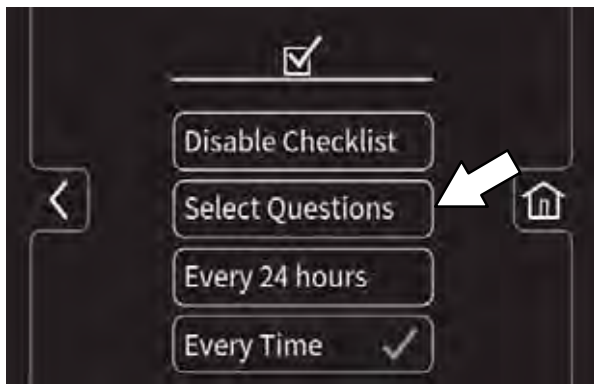 Disable Checklist
Select Questions
Every 24 hours
Every Time